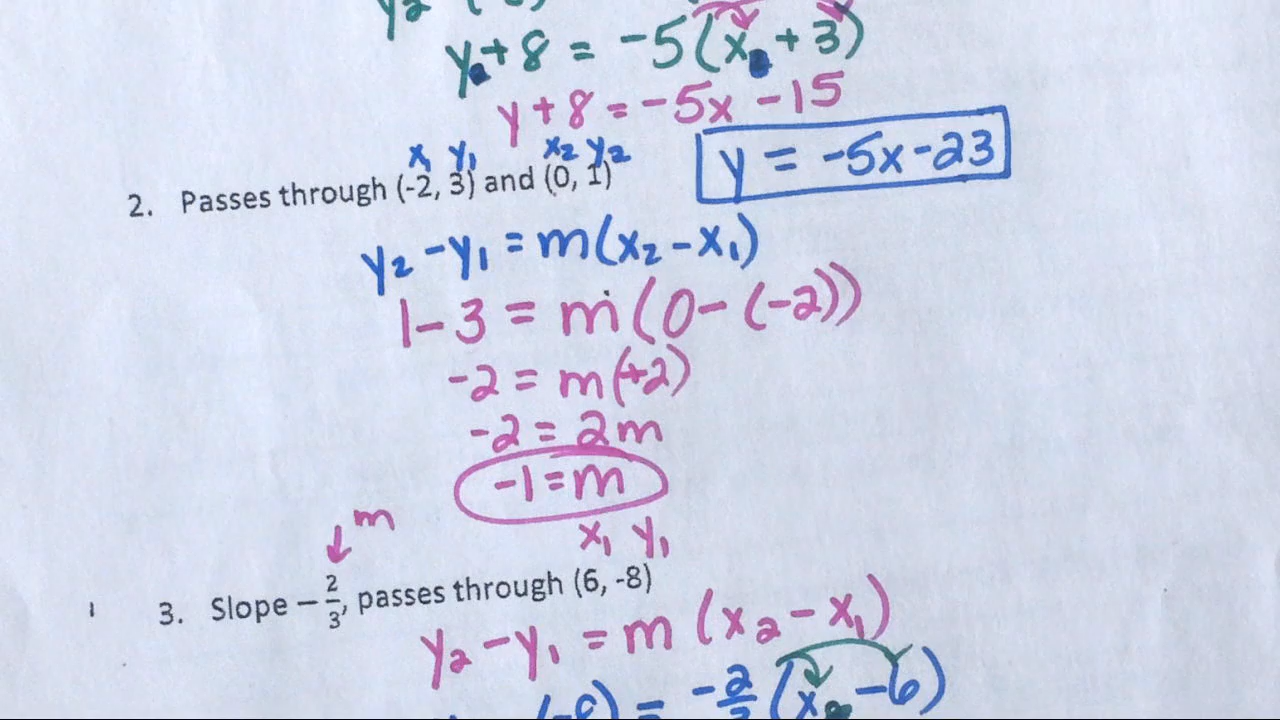 y2
y + 8 = -5(x + 3)
y + 8 = -5x - 15
x1 y1 x2 y2
y = -5x - 23
2. Passes through (-2, 3) and (0, 1)
y2 - y1 = m(x2 - x1)
1 - 3 = m(0 - (-2))
-2 = m(+2)
-2 = 2m
-1 = m
m
x1 y1
3. Slope -2/3, passes through (6, -8)
y2 - y1 = m(x2 - x1)
= -2/3(x - 6)